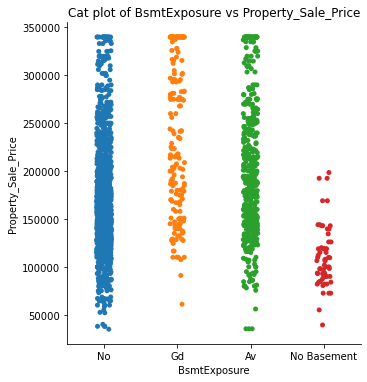 Cat plot of BsmtExposure vs Property_Sale_Price
350000
300000
250000
200000
150000
100000
50000
Property_Sale_Price
No Gd Av No Basement
BsmtExposure